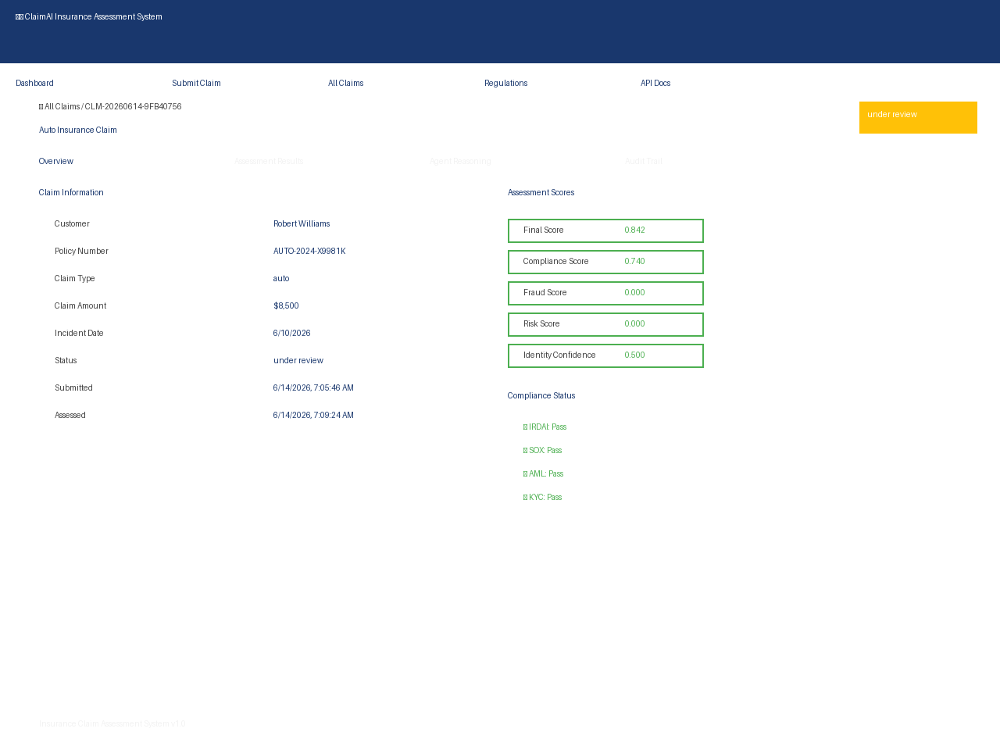 ClaimAI Insurance Assessment System
Dashboard Submit Claim All Claims Regulations API Docs
All Claims / CLM-20260614-9FB40756
under review
Auto Insurance Claim
Overview Assessment Results Agent Reasoning Audit Trail
Claim Information
Customer Robert Williams
Policy Number AUTO-2024-X9981K
Claim Type auto
Claim Amount $8,500
Incident Date 6/10/2026
Status under review
Submitted 6/14/2026, 7:05:46 AM
Assessed 6/14/2026, 7:09:24 AM
Assessment Scores
Final Score 0.842
Compliance Score 0.740
Fraud Score 0.000
Risk Score 0.000
Identity Confidence 0.500
Compliance Status
IRDAI: Pass
SOX: Pass
AML: Pass
KYC: Pass
Insurance Claim Assessment System v1.0